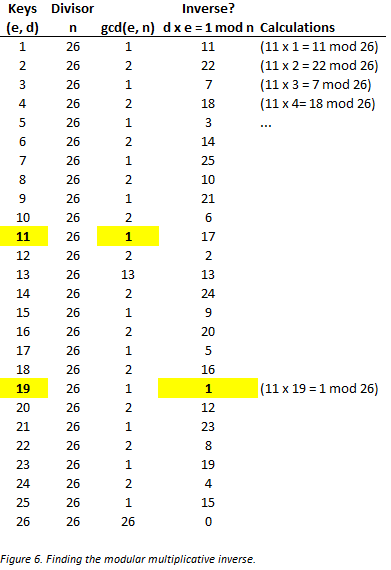 Keys Divisor Inverse?
(e, d) n gcd(e, n) d x e = 1 mod n Calculations
1 26 1 11 (11 x 1 = 11 mod 26)
2 26 2 22 (11 x 2 = 22 mod 26)
3 26 1 7 (11 x 3 = 7 mod 26)
4 26 2 18 (11 x 4= 18 mod 26)
5 26 1 3 ...
6 26 2 14
7 26 1 25
8 26 2 10
9 26 1 21
10 26 2 6
11 26 1 17
12 26 2 2
13 26 13 13
14 26 2 24
15 26 1 9
16 26 2 20
17 26 1 5
18 26 2 16
19 26 1 1 (11 x 19 = 1 mod 26)
20 26 2 12
21 26 1 23
22 26 2 8
23 26 1 19
24 26 2 4
25 26 1 15
26 26 26 0
Figure 6. Finding the modular multiplicative inverse.